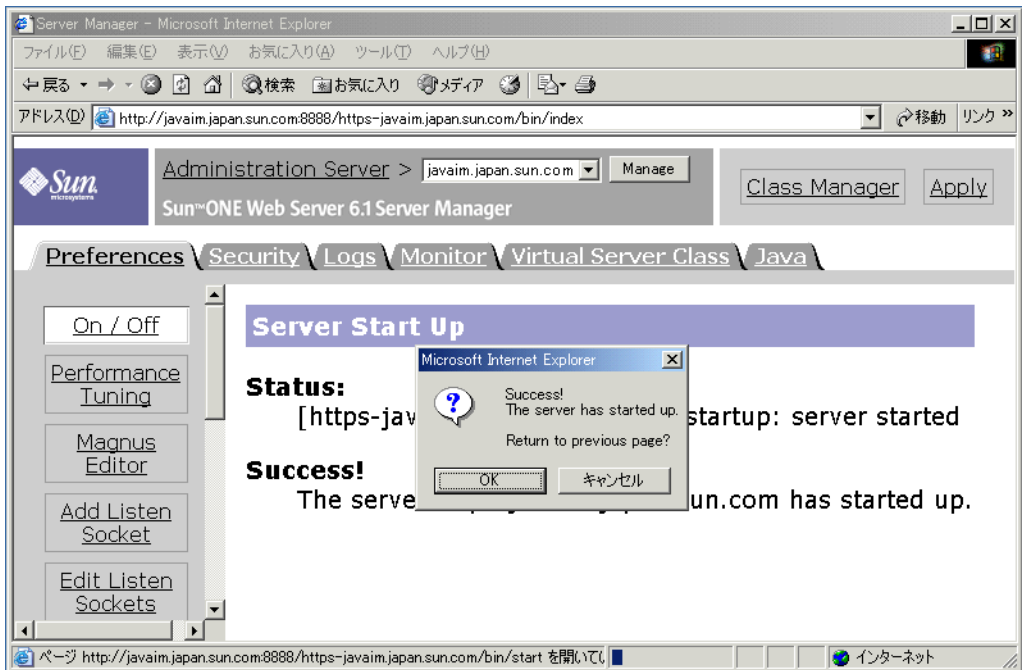 Server Manager - Microsoft Internet Explorer
ファイル(F) 編集(E) 表示(V) お気に入り(A) ツール(T) ヘルプ(H)
戻る 検索 お気に入り メディア
アドレス(D) http://javaim.japan.sun.com:8888/https-javaim.japan.sun.com/bin/index 移動 リンク »
Sun microsystems
Administration Server > javaim.japan.sun.com Manage
Sun™ONE Web Server 6.1 Server Manager
Class Manager Apply
Preferences Security Logs Monitor Virtual Server Class Java
On / Off
Performance
Tuning
Magnus
Editor
Add Listen
Socket
Edit Listen
Sockets
Server Start Up
Status:
[https-jav startup: server started
Success!
The serve un.com has started up.
Microsoft Internet Explorer
Success!
The server has started up.
Return to previous page?
OK キャンセル
ページ http://javaim.japan.sun.com:8888/https-javaim.japan.sun.com/bin/start を開いてい インターネット